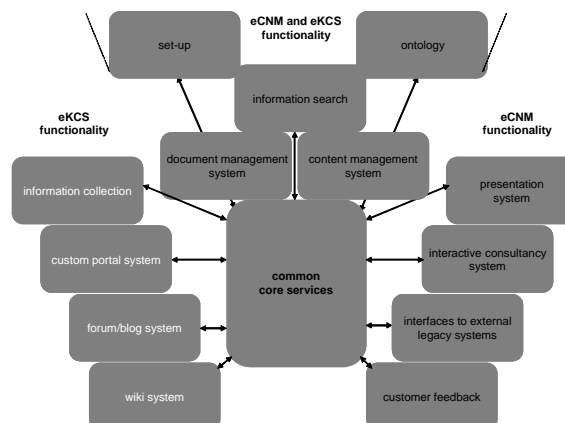 eCNM and eKCS
functionality
set-up
ontology
information search
eKCS
functionality
eCNM
functionality
document management
system
content management
system
information collection
presentation
system
custom portal system
interactive consultancy
system
common
core services
forum/blog system
interfaces to external
legacy systems
wiki system
customer feedback